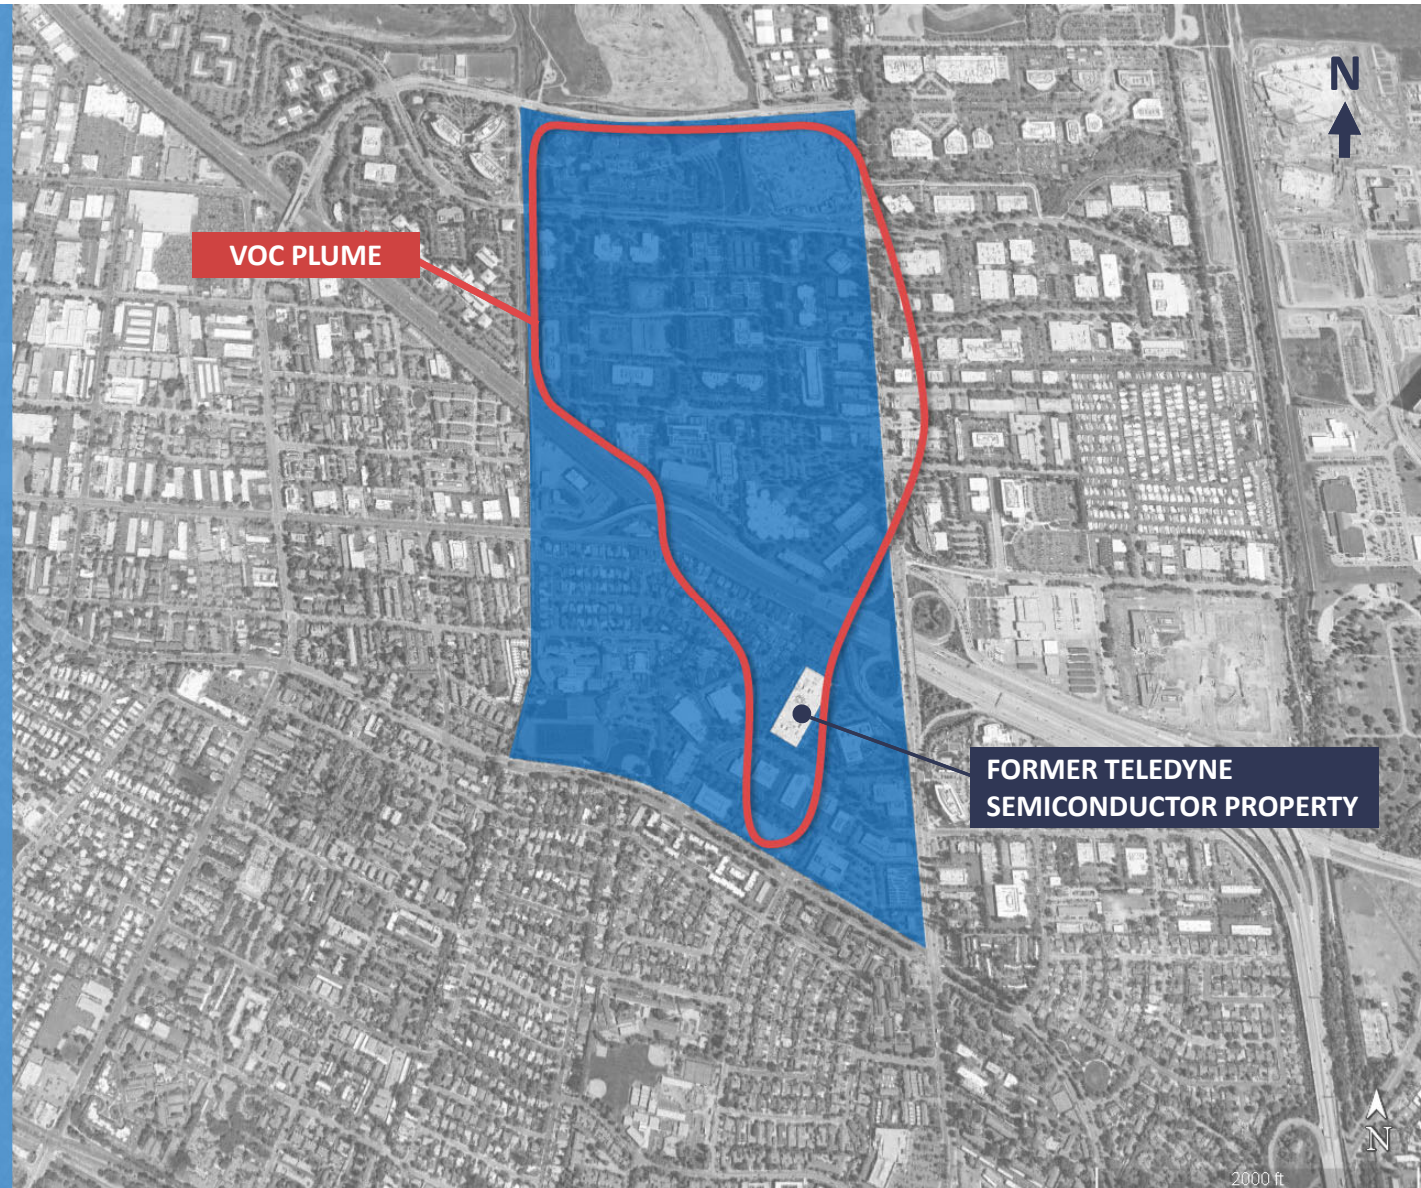 N
VOC PLUME
FORMER TELEDYNE
SEMICONDUCTOR PROPERTY
N
2000 ft